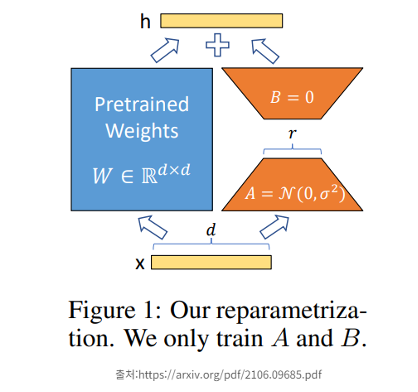 h
Pretrained
Weights
W ∈ ℝ^{d×d}
B = 0
r
A = 𝒩(0, σ²)
d
x
Figure 1: Our reparametriza-
tion. We only train A and B.
출처:https://arxiv.org/pdf/2106.09685.pdf